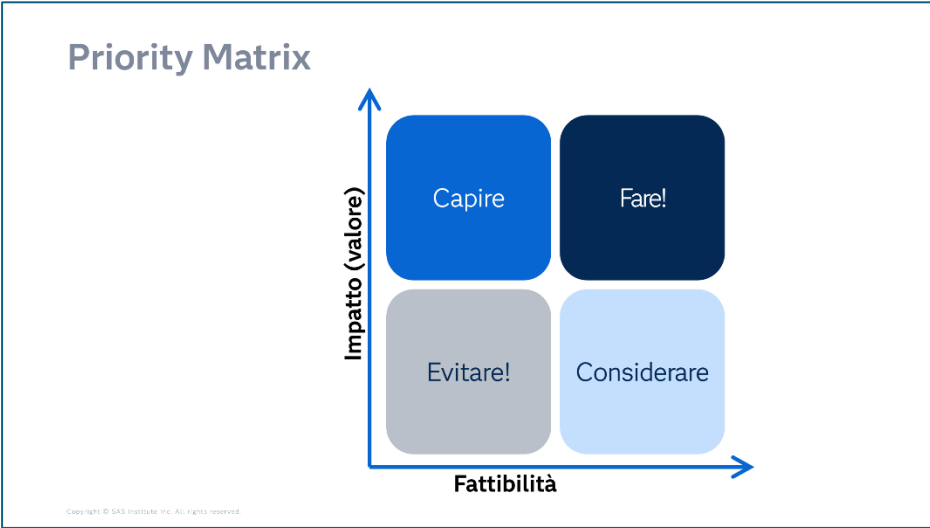 Priority Matrix
Impatto (valore)
Capire
Fare!
Evitare!
Considerare
Fattibilità
Copyright © SAS Institute Inc. All rights reserved.